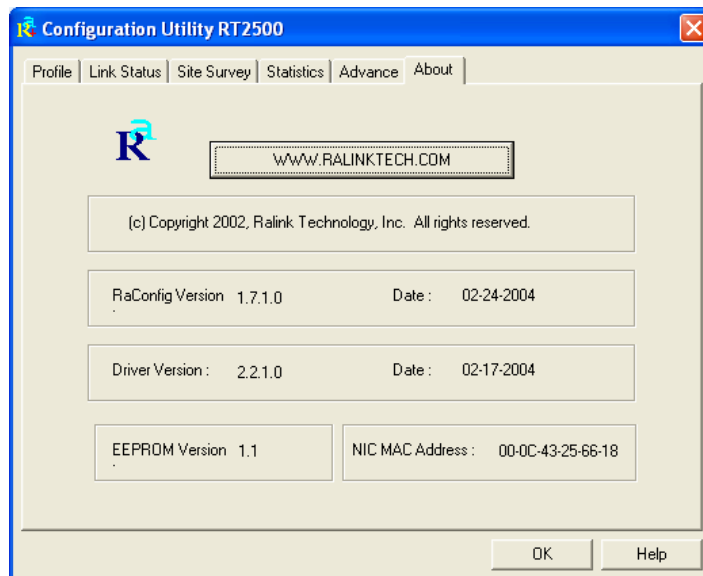 Ra Configuration Utility RT2500
Profile Link Status Site Survey Statistics Advance About
Ra
WWW.RALINKTECH.COM
(c) Copyright 2002, Ralink Technology, Inc. All rights reserved.
RaConfig Version : 1.7.1.0 Date : 02-24-2004
Driver Version : 2.2.1.0 Date : 02-17-2004
EEPROM Version : 1.1 NIC MAC Address : 00-0C-43-25-66-18
OK Help